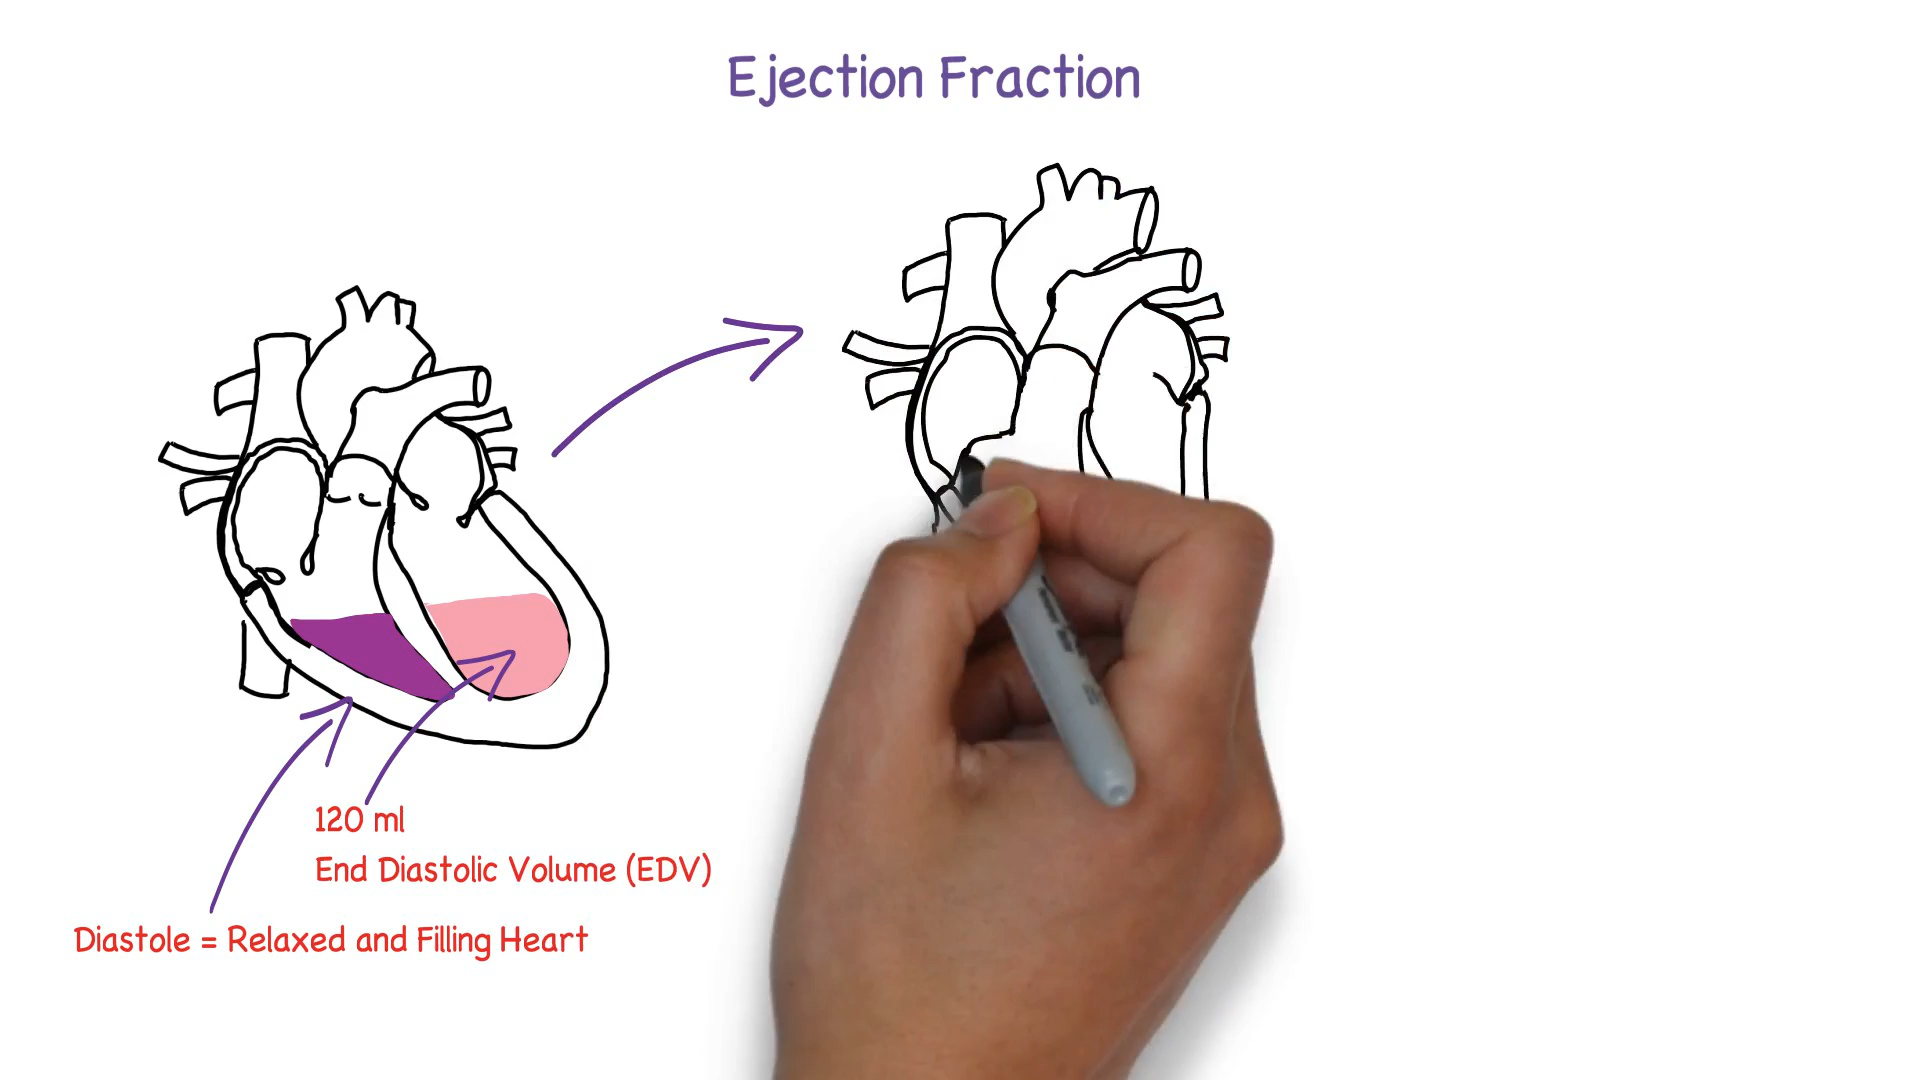 Ejection Fraction
120 ml
End Diastolic Volume (EDV)
Diastole = Relaxed and Filling Heart